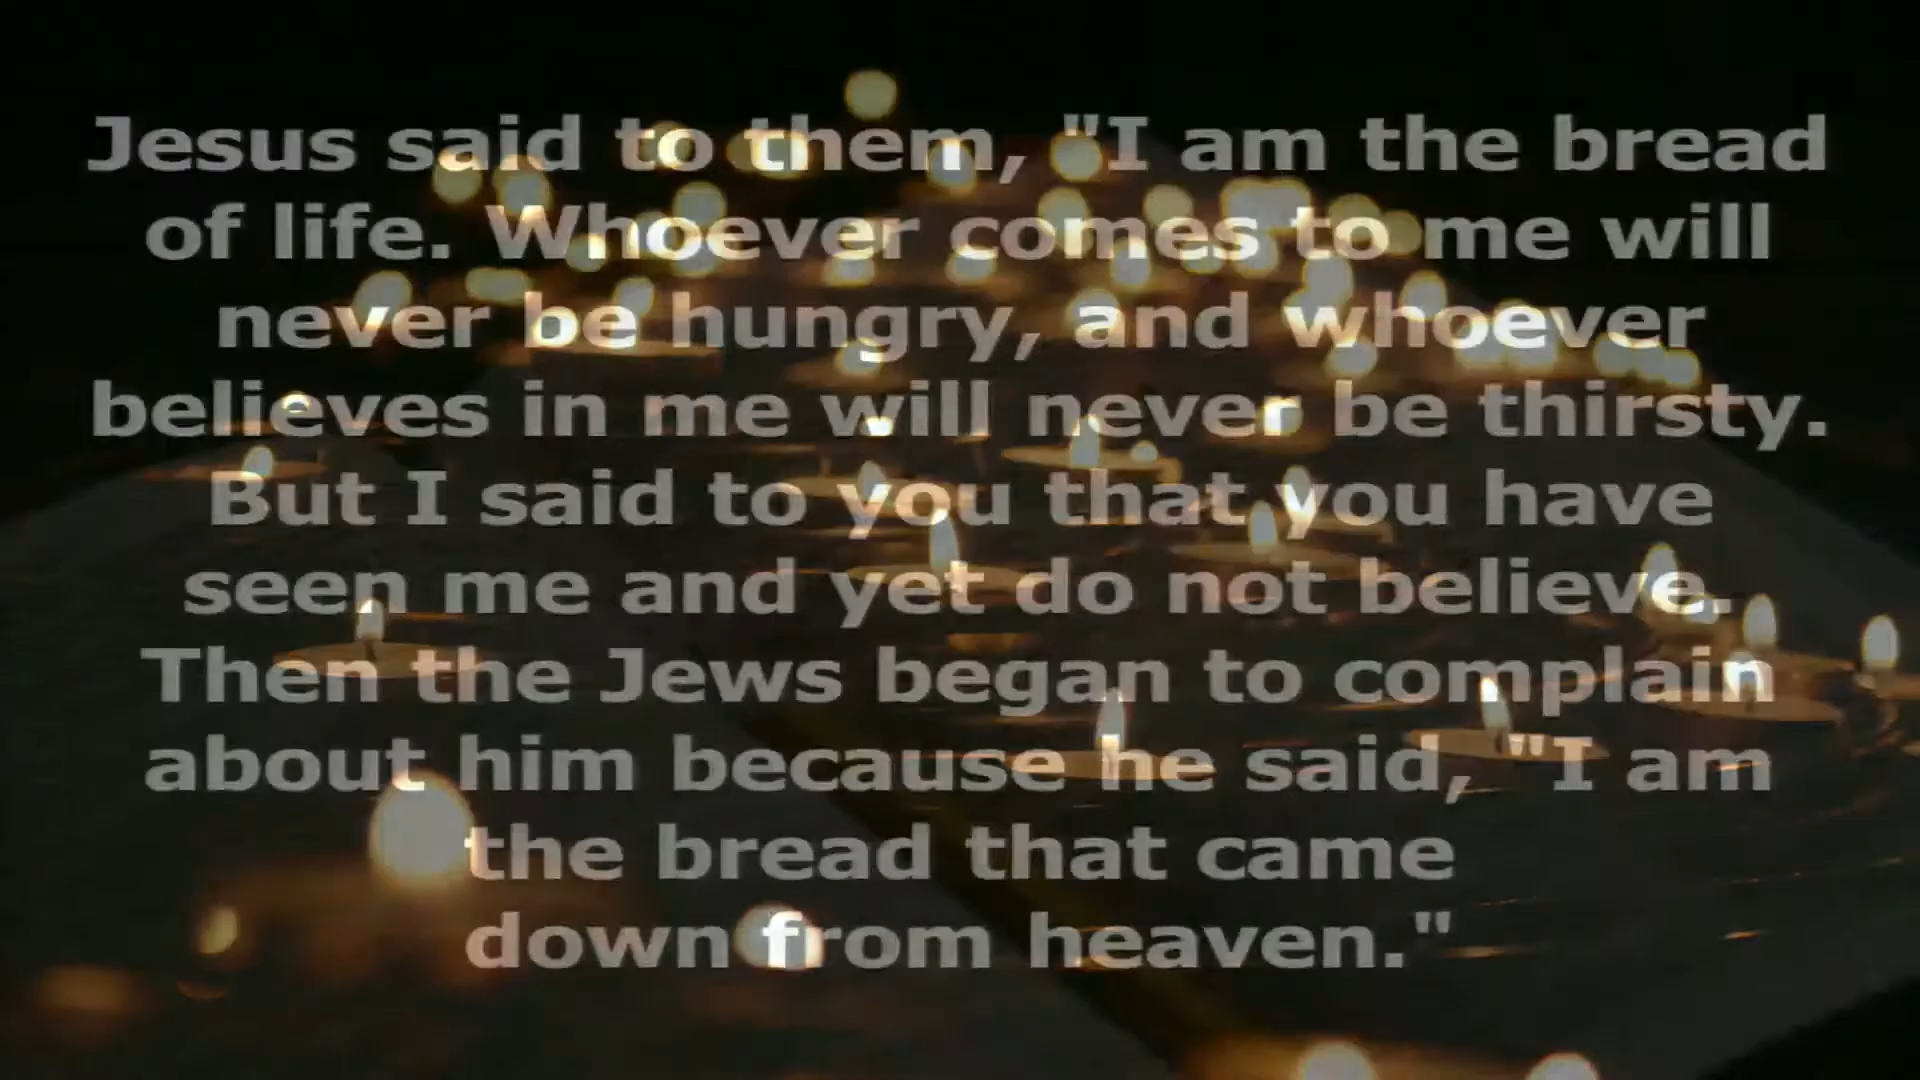 Jesus said to them, "I am the bread
of life. Whoever comes to me will
never be hungry, and whoever
believes in me will never be thirsty.
But I said to you that you have
seen me and yet do not believe.
Then the Jews began to complain
about him because he said, "I am
the bread that came
down from heaven."